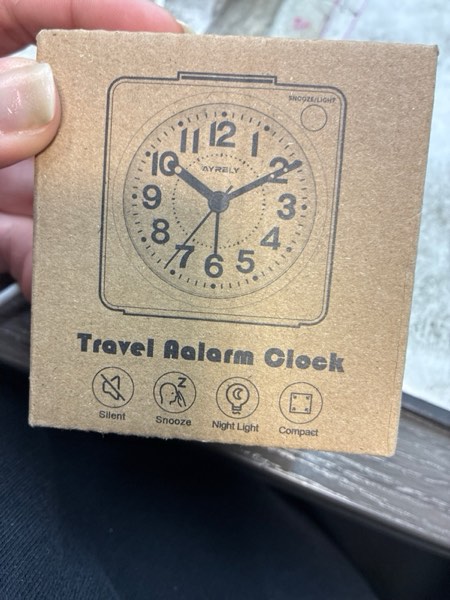 SNOOZE/LIGHT
12
11 1
10 2
AYRELY
9 3
8 4
7 5
6
Travel Aalarm Clock
Z
Silent Snooze Night Light Compact